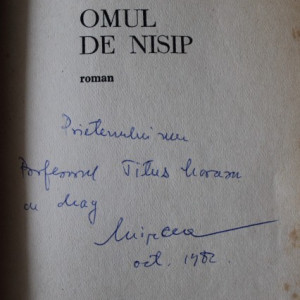 OMUL
DE NISIP
roman
Prietenului meu
Profesorul Titus
cu drag
Mircea
oct. 1982